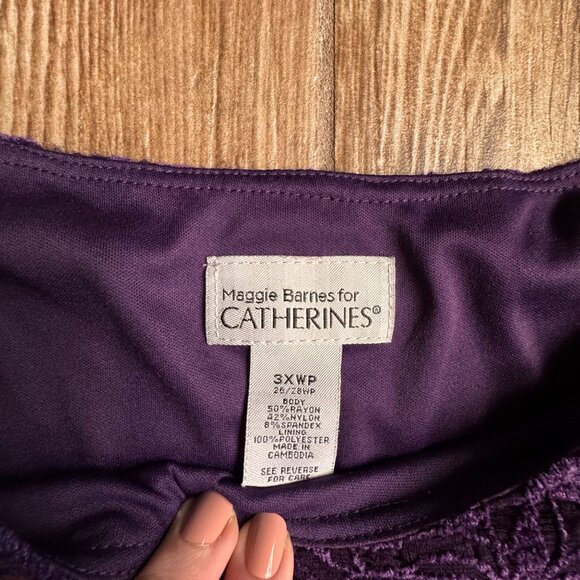 Maggie Barnes for
CATHERINES®
3XWP
26/28WP
BODY
50%RAYON
42%NYLON
8%SPANDEX
LINING
100%POLYESTER
MADE IN
CAMBODIA
SEE REVERSE
FOR CARE